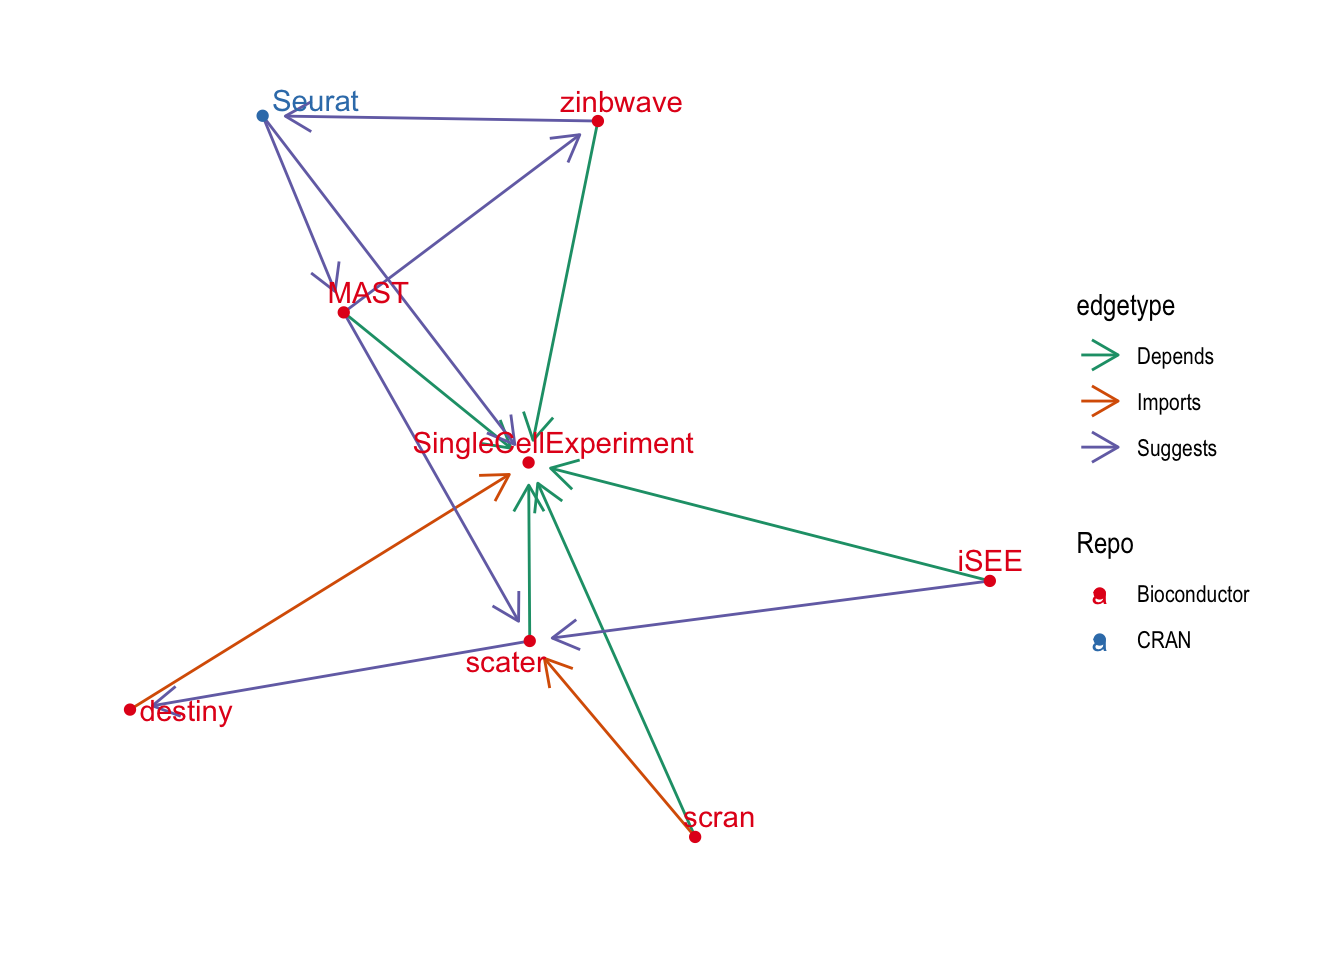 Seurat
zinbwave
MAST
SingleCellExperiment
iSEE
scater
destiny
scran
edgetype
Depends
Imports
Suggests
Repo
a Bioconductor
a CRAN